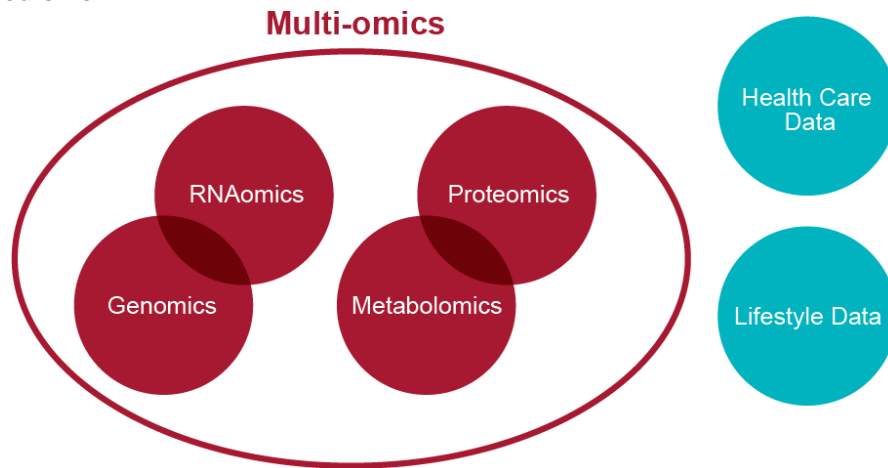 Multi-omics
Health Care
Data
RNAomics
Proteomics
Genomics
Metabolomics
Lifestyle Data